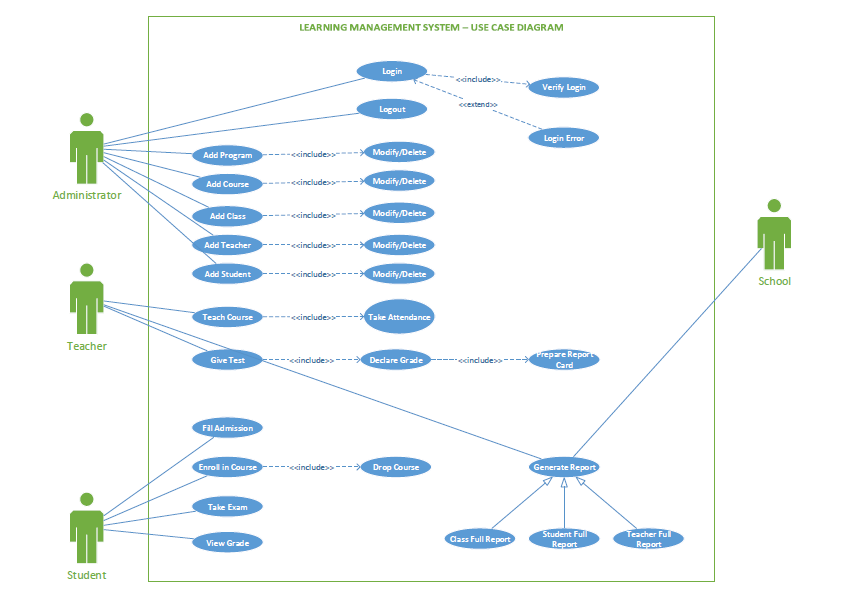 LEARNING MANAGEMENT SYSTEM – USE CASE DIAGRAM
Login
<<include>>
Verify Login
<<extend>>
Logout
Login Error
Administrator
Add Program
<<include>>
Modify/Delete
Add Course
<<include>>
Modify/Delete
Add Class
<<include>>
Modify/Delete
Add Teacher
<<include>>
Modify/Delete
Add Student
<<include>>
Modify/Delete
School
Teacher
Teach Course
<<include>>
Take Attendance
Give Test
<<include>>
Declare Grade
<<include>>
Prepare Report
Card
Fill Admission
Enroll in Course
<<include>>
Drop Course
Generate Report
Take Exam
View Grade
Class Full Report
Student Full
Report
Teacher Full
Report
Student